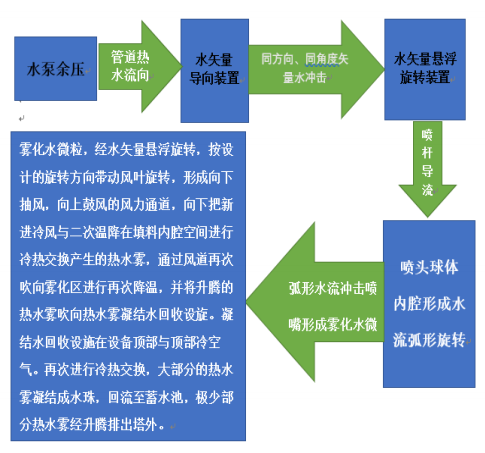 水泵余压
管道热
水流向
水矢量
导向装置
同方向、同角度矢
量水冲击
水矢量悬浮
旋转装置
喷
杆
导
流
喷头球体
内腔形成水
流弧形旋转
弧形水流冲击喷
嘴形成雾化水微
雾化水微粒，经水矢量悬浮旋转，按设
计的旋转方向带动风叶旋转，形成向下
抽风，向上鼓风的风力通道，向下把新
进冷风与二次温降在填料内腔空间进行
冷热交换产生的热水雾，通过风道再次
吹向雾化区进行再次降温，并将升腾的
热水雾吹向热水雾凝结水回收设旋。凝
结水回收设施在设备顶部与顶部冷空
气。再次进行冷热交换，大部分的热水
雾凝结成水珠，回流至蓄水池，极少部
分热水雾经升腾排出塔外。